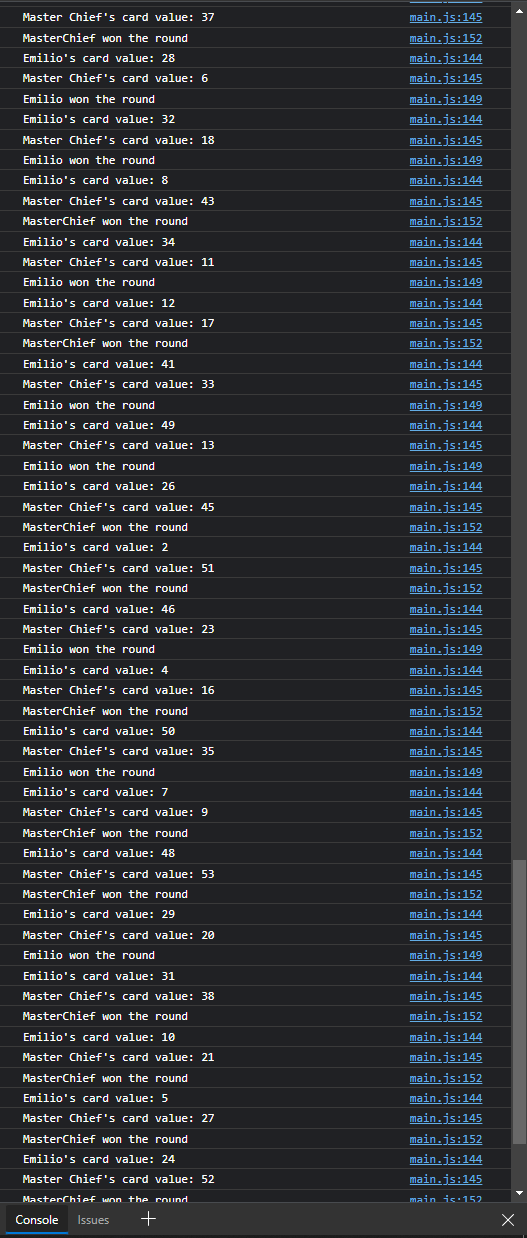 Master Chief's card value: 37 main.js:145
MasterChief won the round main.js:152
Emilio's card value: 28 main.js:144
Master Chief's card value: 6 main.js:145
Emilio won the round main.js:149
Emilio's card value: 32 main.js:144
Master Chief's card value: 18 main.js:145
Emilio won the round main.js:149
Emilio's card value: 8 main.js:144
Master Chief's card value: 43 main.js:145
MasterChief won the round main.js:152
Emilio's card value: 34 main.js:144
Master Chief's card value: 11 main.js:145
Emilio won the round main.js:149
Emilio's card value: 12 main.js:144
Master Chief's card value: 17 main.js:145
MasterChief won the round main.js:152
Emilio's card value: 41 main.js:144
Master Chief's card value: 33 main.js:145
Emilio won the round main.js:149
Emilio's card value: 49 main.js:144
Master Chief's card value: 13 main.js:145
Emilio won the round main.js:149
Emilio's card value: 26 main.js:144
Master Chief's card value: 45 main.js:145
MasterChief won the round main.js:152
Emilio's card value: 2 main.js:144
Master Chief's card value: 51 main.js:145
MasterChief won the round main.js:152
Emilio's card value: 46 main.js:144
Master Chief's card value: 23 main.js:145
Emilio won the round main.js:149
Emilio's card value: 4 main.js:144
Master Chief's card value: 16 main.js:145
MasterChief won the round main.js:152
Emilio's card value: 50 main.js:144
Master Chief's card value: 35 main.js:145
Emilio won the round main.js:149
Emilio's card value: 7 main.js:144
Master Chief's card value: 9 main.js:145
MasterChief won the round main.js:152
Emilio's card value: 48 main.js:144
Master Chief's card value: 53 main.js:145
MasterChief won the round main.js:152
Emilio's card value: 29 main.js:144
Master Chief's card value: 20 main.js:145
Emilio won the round main.js:149
Emilio's card value: 31 main.js:144
Master Chief's card value: 38 main.js:145
MasterChief won the round main.js:152
Emilio's card value: 10 main.js:144
Master Chief's card value: 21 main.js:145
MasterChief won the round main.js:152
Emilio's card value: 5 main.js:144
Master Chief's card value: 27 main.js:145
MasterChief won the round main.js:152
Emilio's card value: 24 main.js:144
Master Chief's card value: 52 main.js:145
MasterChief won the round main.js:152
Console Issues